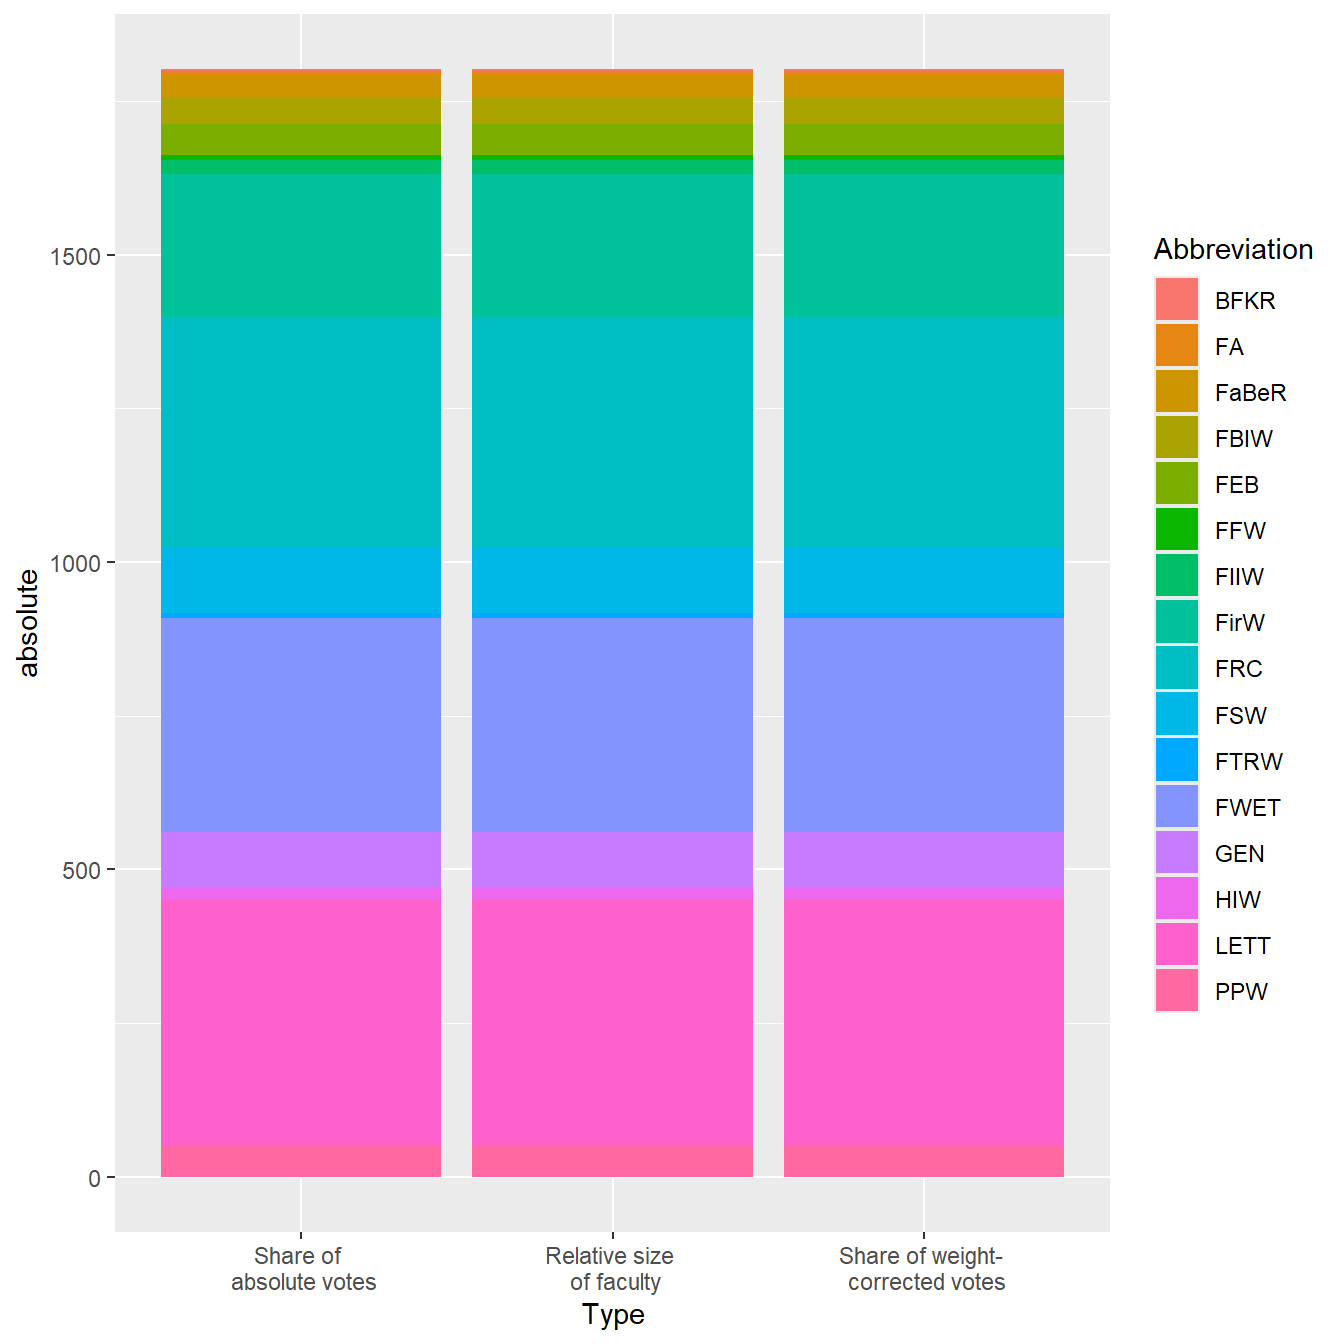 1500
1000
500
0
absolute
Share of
absolute votes
Relative size
of faculty
Share of weight-
corrected votes
Type
Abbreviation
BFKR
FA
FaBeR
FBIW
FEB
FFW
FIIW
FirW
FRC
FSW
FTRW
FWET
GEN
HIW
LETT
PPW